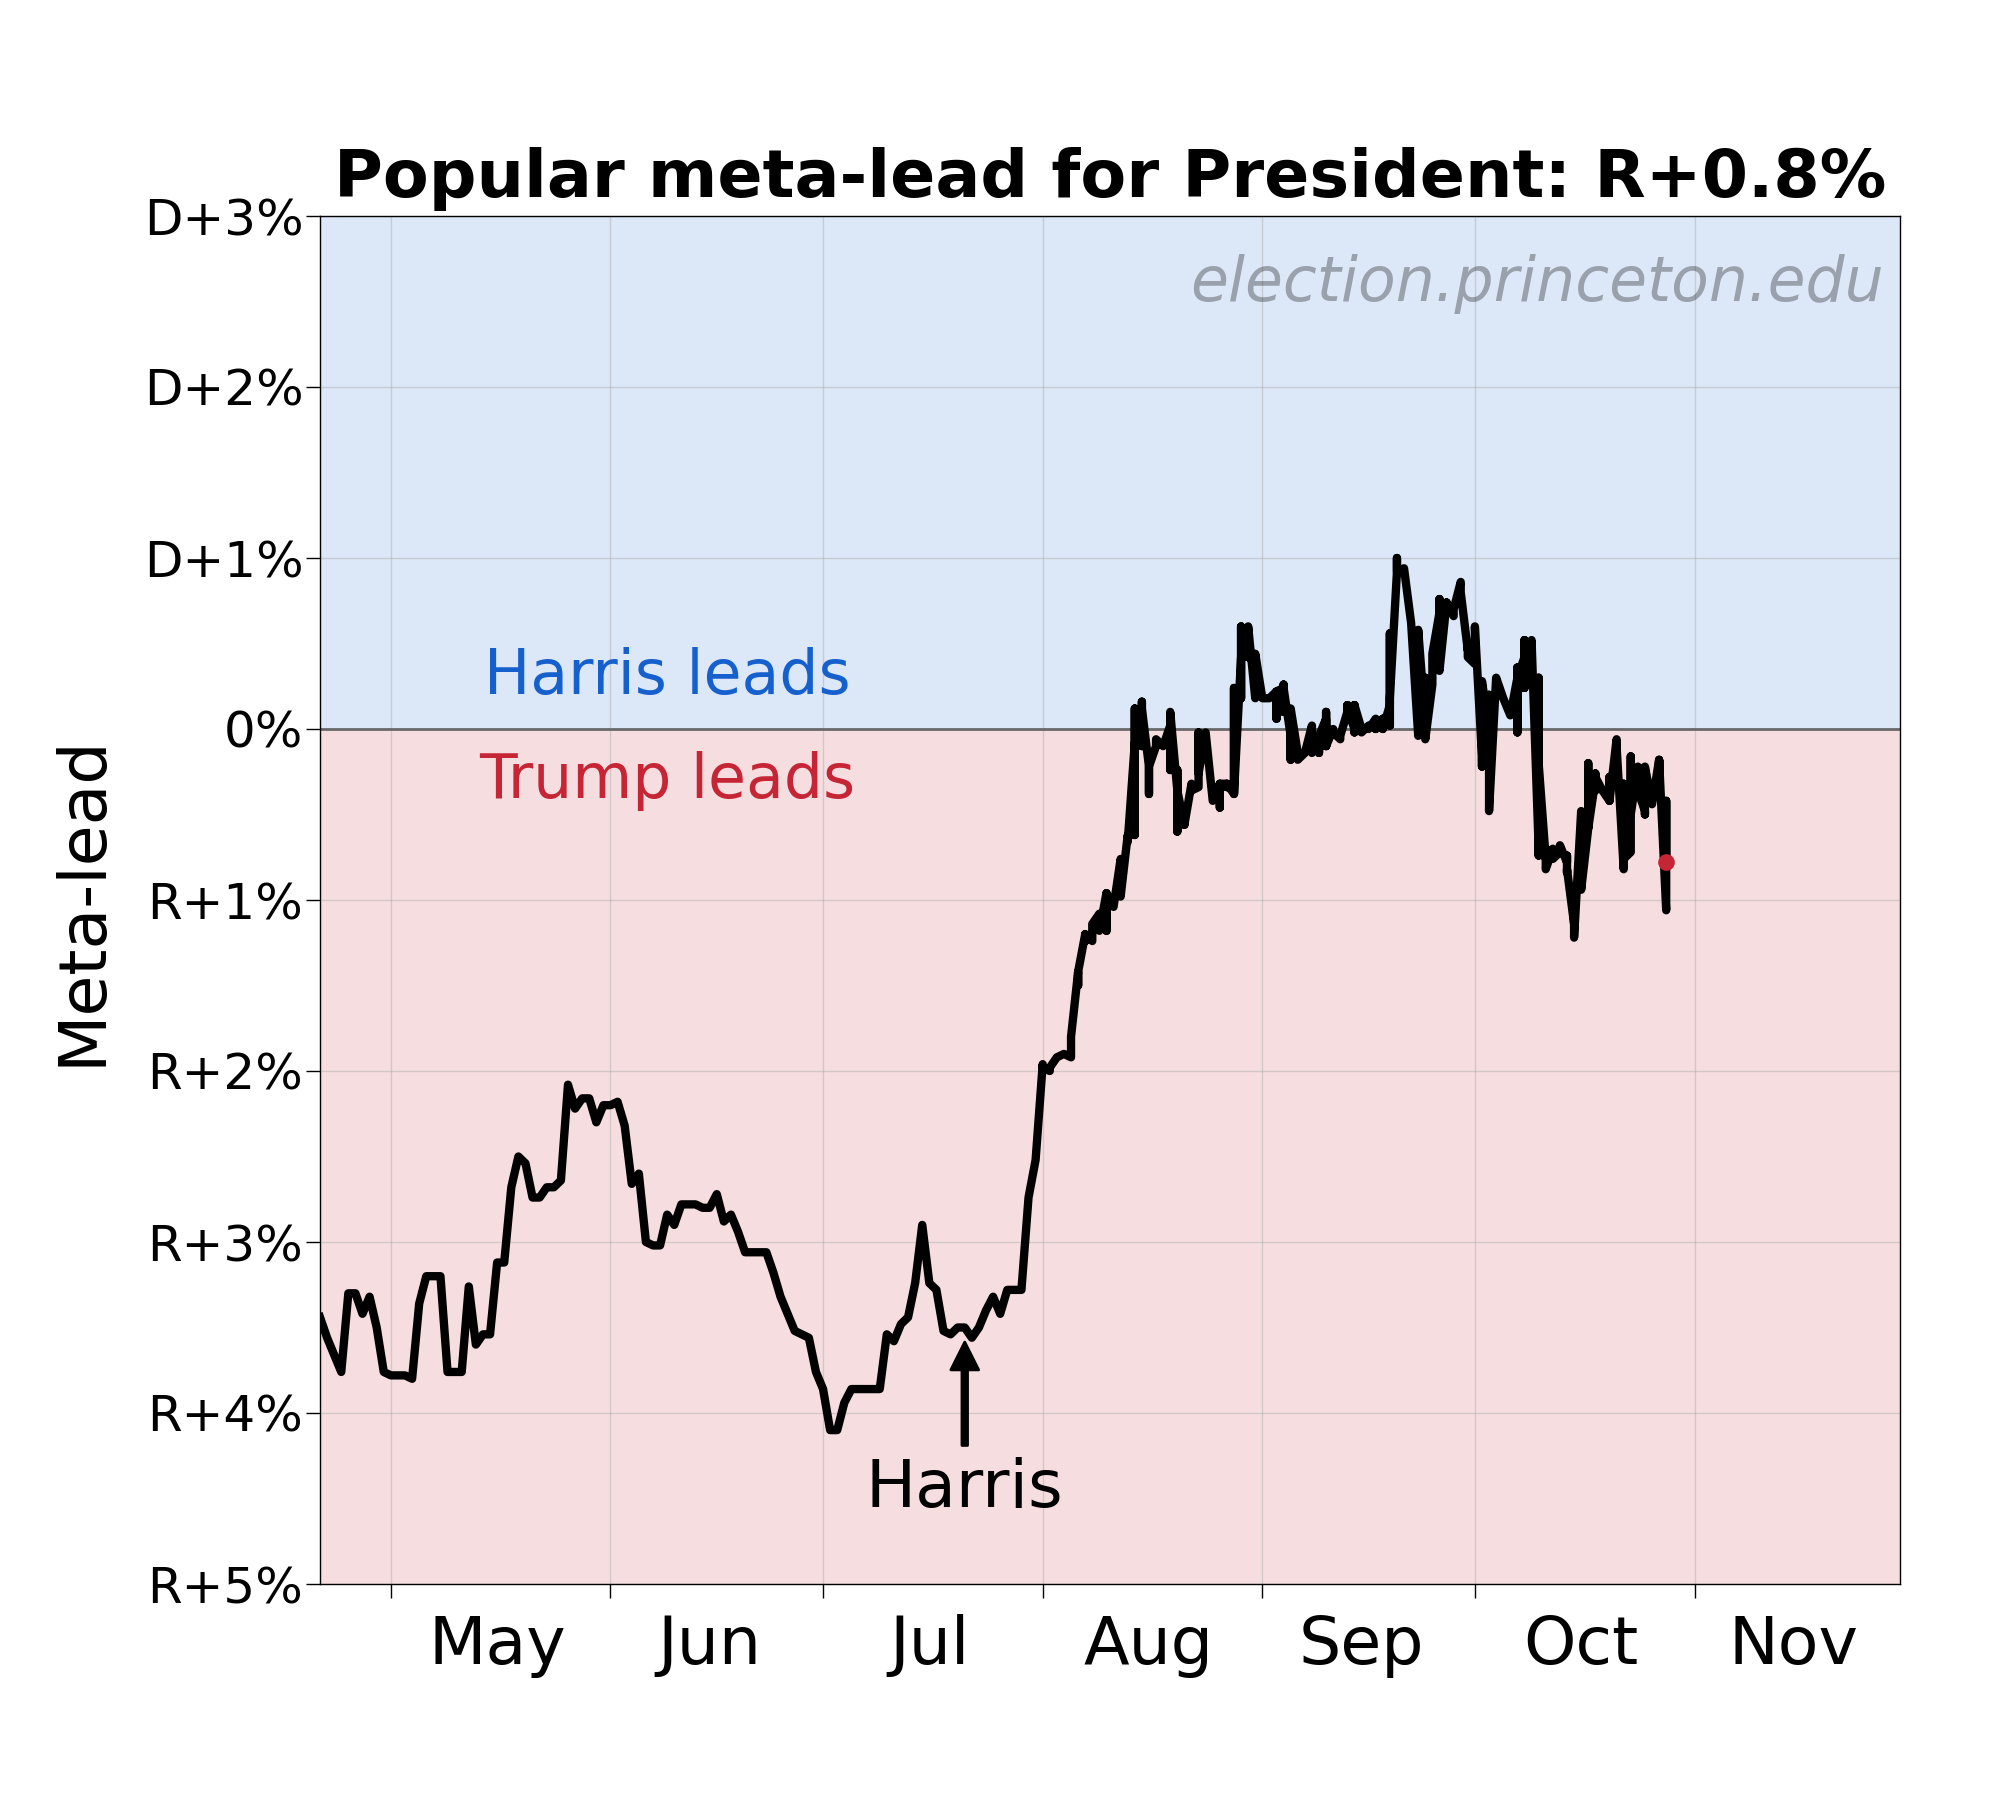 Popular meta-lead for President: R+0.8%
D+3%
election.princeton.edu
D+2%
D+1%
Harris leads
0%
Trump leads
Meta-lead
R+1%
R+2%
R+3%
R+4%
Harris
R+5%
May Jun Jul Aug Sep Oct Nov